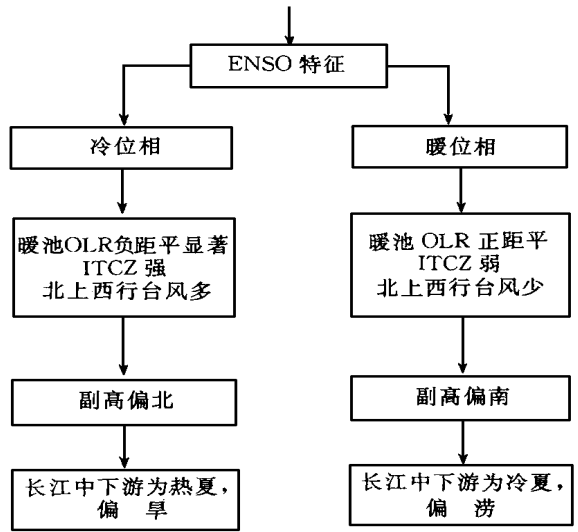 ENSO 特征
冷位相
暖位相
暖池OLR负距平显著
ITCZ 强
北上西行台风多
暖池 OLR 正距平
ITCZ 弱
北上西行台风少
副高偏北
副高偏南
长江中下游为热夏，
偏 旱
长江中下游为冷夏，
偏 涝